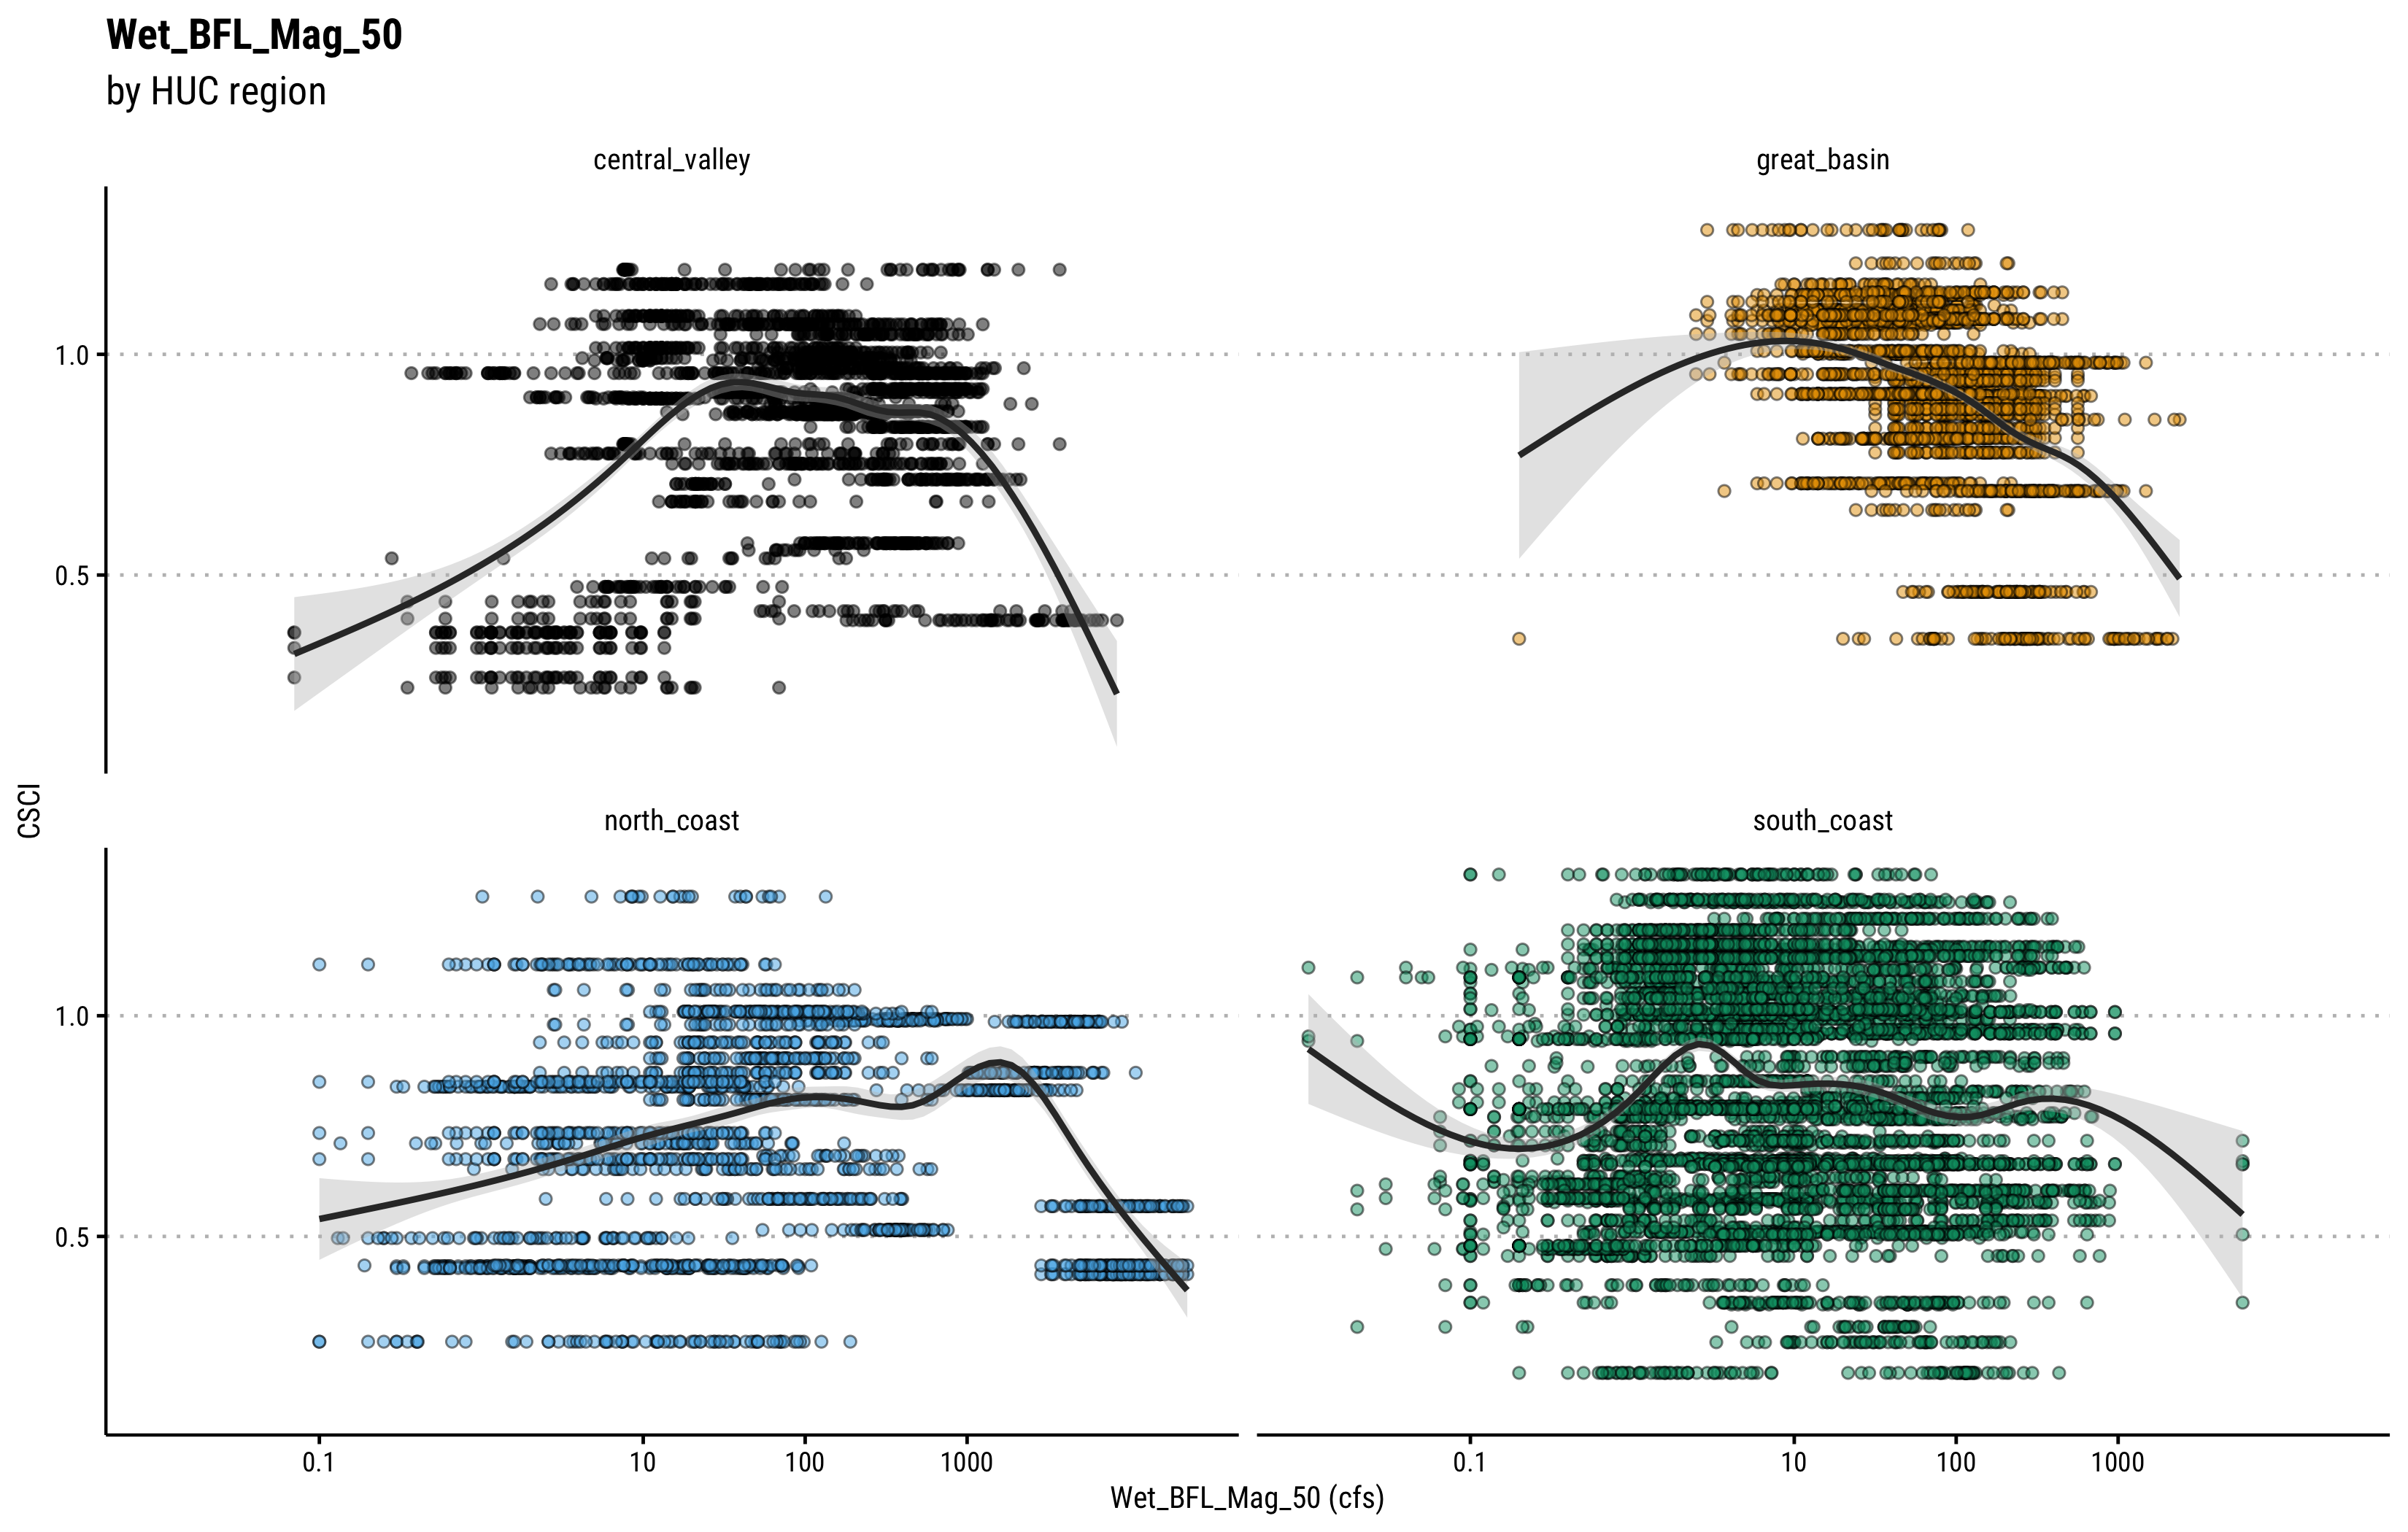 Wet_BFL_Mag_50
by HUC region
central_valley
great_basin
1.0
0.5
CSCI
north_coast
south_coast
1.0
0.5
0.1 10 100 1000 0.1 10 100 1000
Wet_BFL_Mag_50 (cfs)